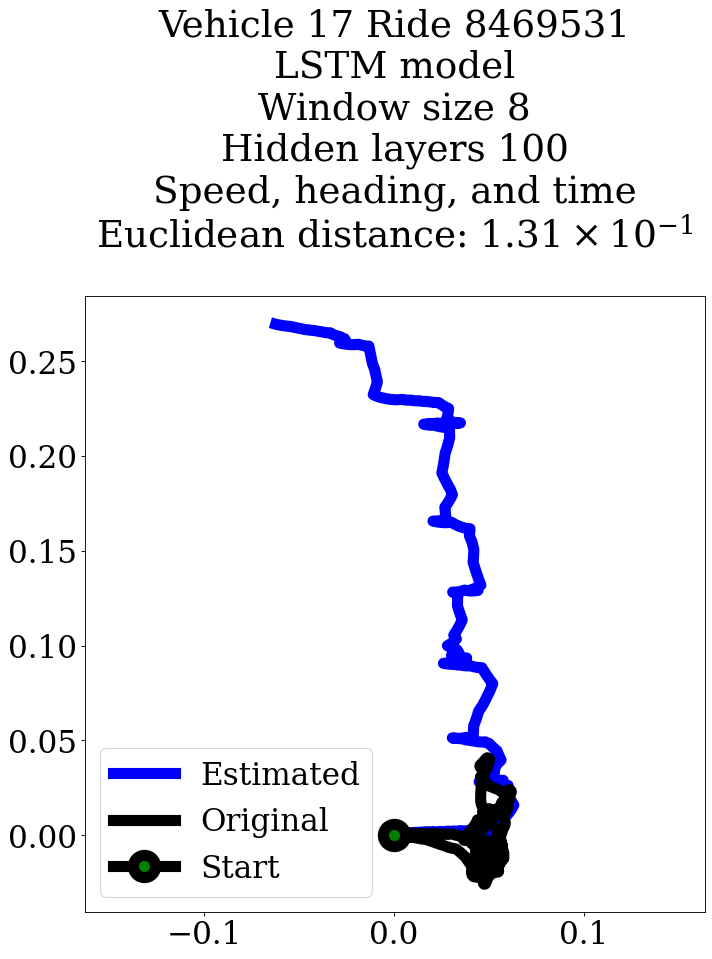 Vehicle 17 Ride 8469531
LSTM model
Window size 8
Hidden layers 100
Speed, heading, and time
Euclidean distance: 1.31 × 10⁻¹
0.25
0.20
0.15
0.10
0.05
0.00
Estimated
Original
Start
−0.1
0.0
0.1